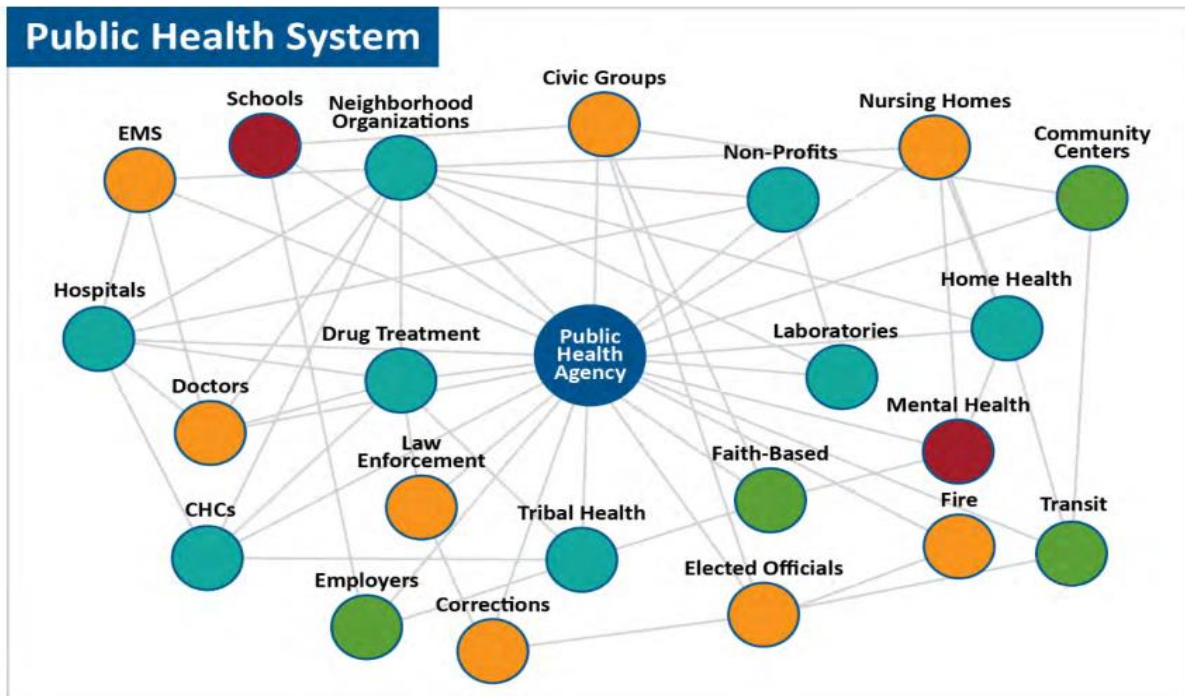 Public Health System
Civic Groups
Schools
Neighborhood
Organizations
Nursing Homes
EMS
Community
Centers
Non-Profits
Hospitals
Home Health
Drug Treatment
Public
Health
Agency
Laboratories
Doctors
Mental Health
Law
Enforcement
Faith-Based
CHCs
Tribal Health
Fire
Transit
Employers
Elected Officials
Corrections